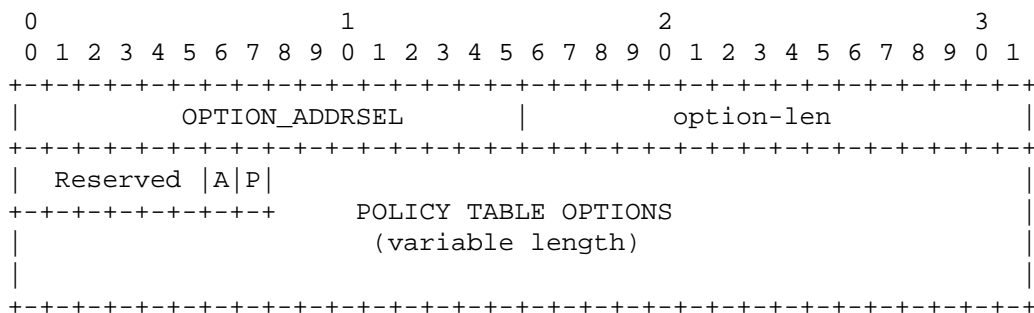 0                   1                   2                   3
 0 1 2 3 4 5 6 7 8 9 0 1 2 3 4 5 6 7 8 9 0 1 2 3 4 5 6 7 8 9 0 1
+-+-+-+-+-+-+-+-+-+-+-+-+-+-+-+-+-+-+-+-+-+-+-+-+-+-+-+-+-+-+-+-+
|          OPTION_ADDRSEL       |         option-len            |
+-+-+-+-+-+-+-+-+-+-+-+-+-+-+-+-+-+-+-+-+-+-+-+-+-+-+-+-+-+-+-+-+
|  Reserved |A|P|                                               |
+-+-+-+-+-+-+-+-+     POLICY TABLE OPTIONS                      |
|                      (variable length)                        |
|                                                               |
+-+-+-+-+-+-+-+-+-+-+-+-+-+-+-+-+-+-+-+-+-+-+-+-+-+-+-+-+-+-+-+-+